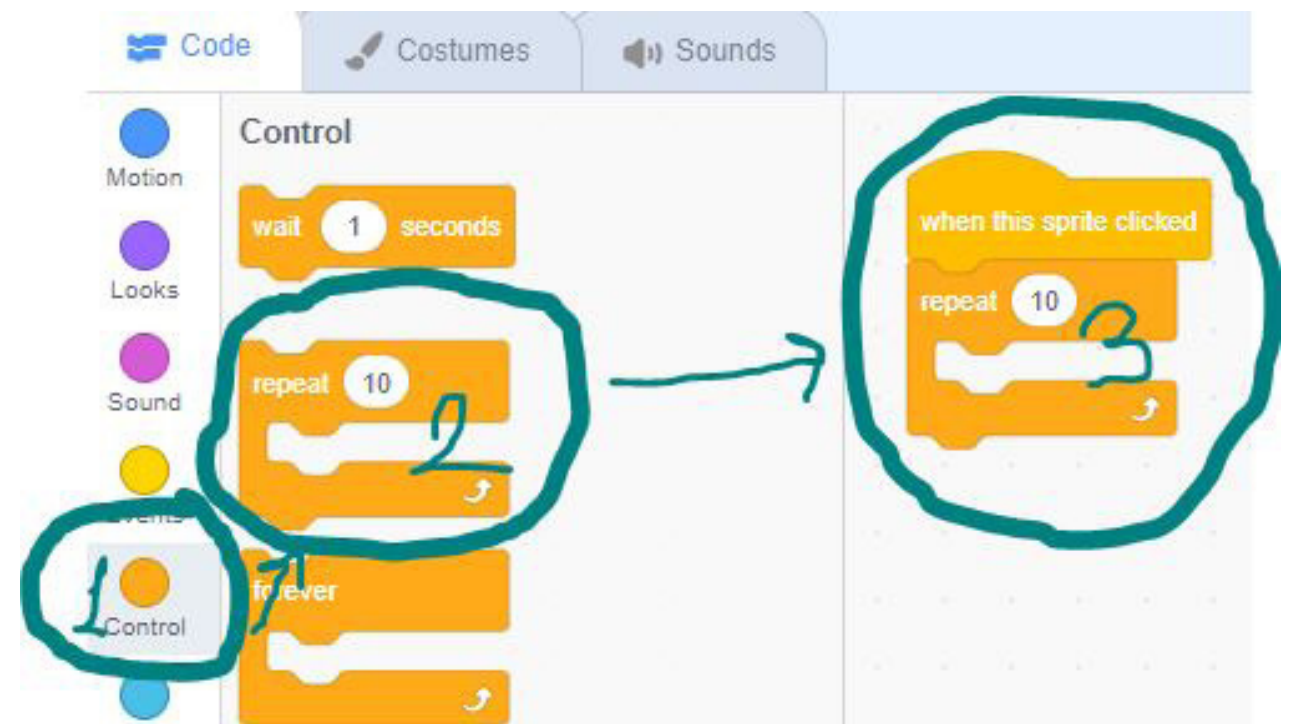 Code Costumes Sounds
Motion
Looks
Sound
Events
Control
Control
wait 1 seconds
repeat 10
forever
when this sprite clicked
repeat 10
1
2
3